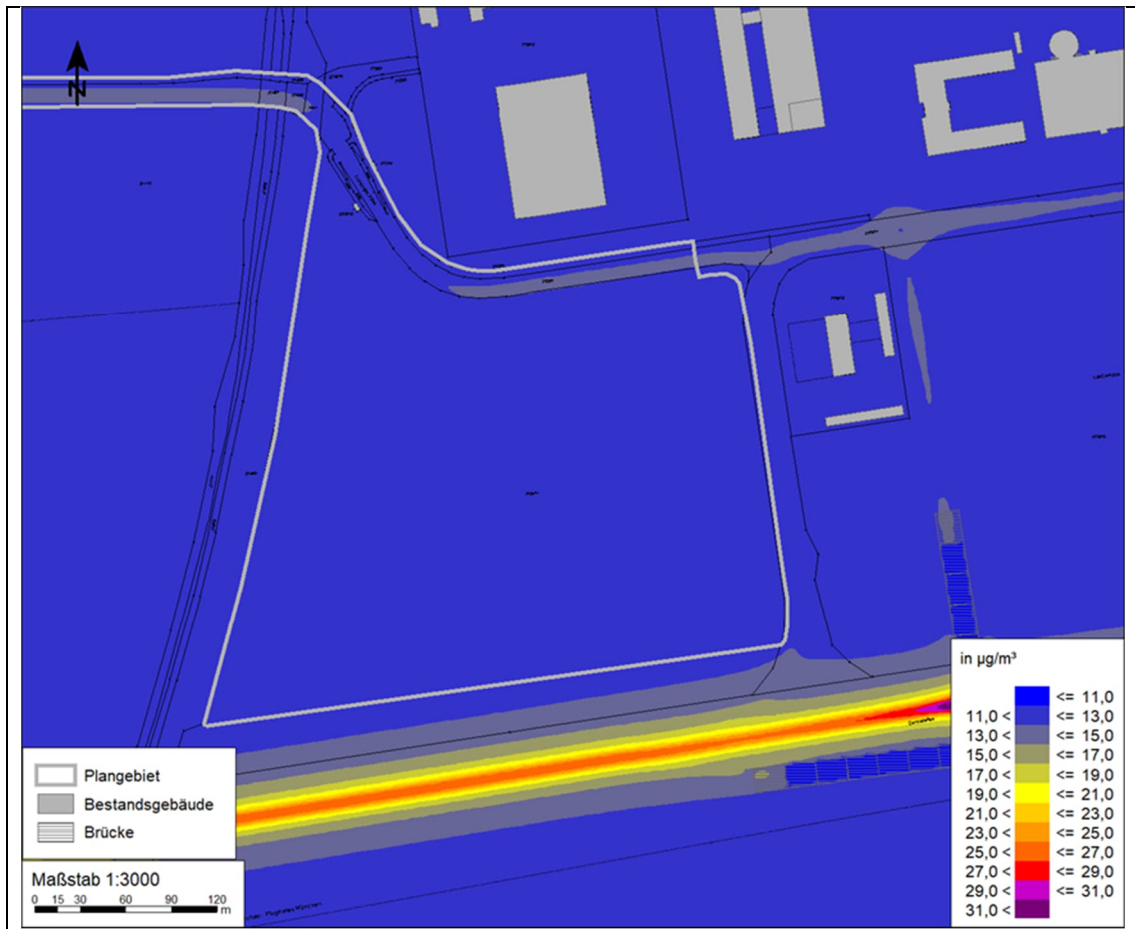 N
in µg/m³
<= 11,0
11,0 < <= 13,0
13,0 < <= 15,0
15,0 < <= 17,0
17,0 < <= 19,0
19,0 < <= 21,0
21,0 < <= 23,0
23,0 < <= 25,0
25,0 < <= 27,0
27,0 < <= 29,0
29,0 < <= 31,0
31,0 <
Plangebiet
Bestandsgebäude
Brücke
Maßstab 1:3000
0 15 30 60 90 120
m
Flughafen München